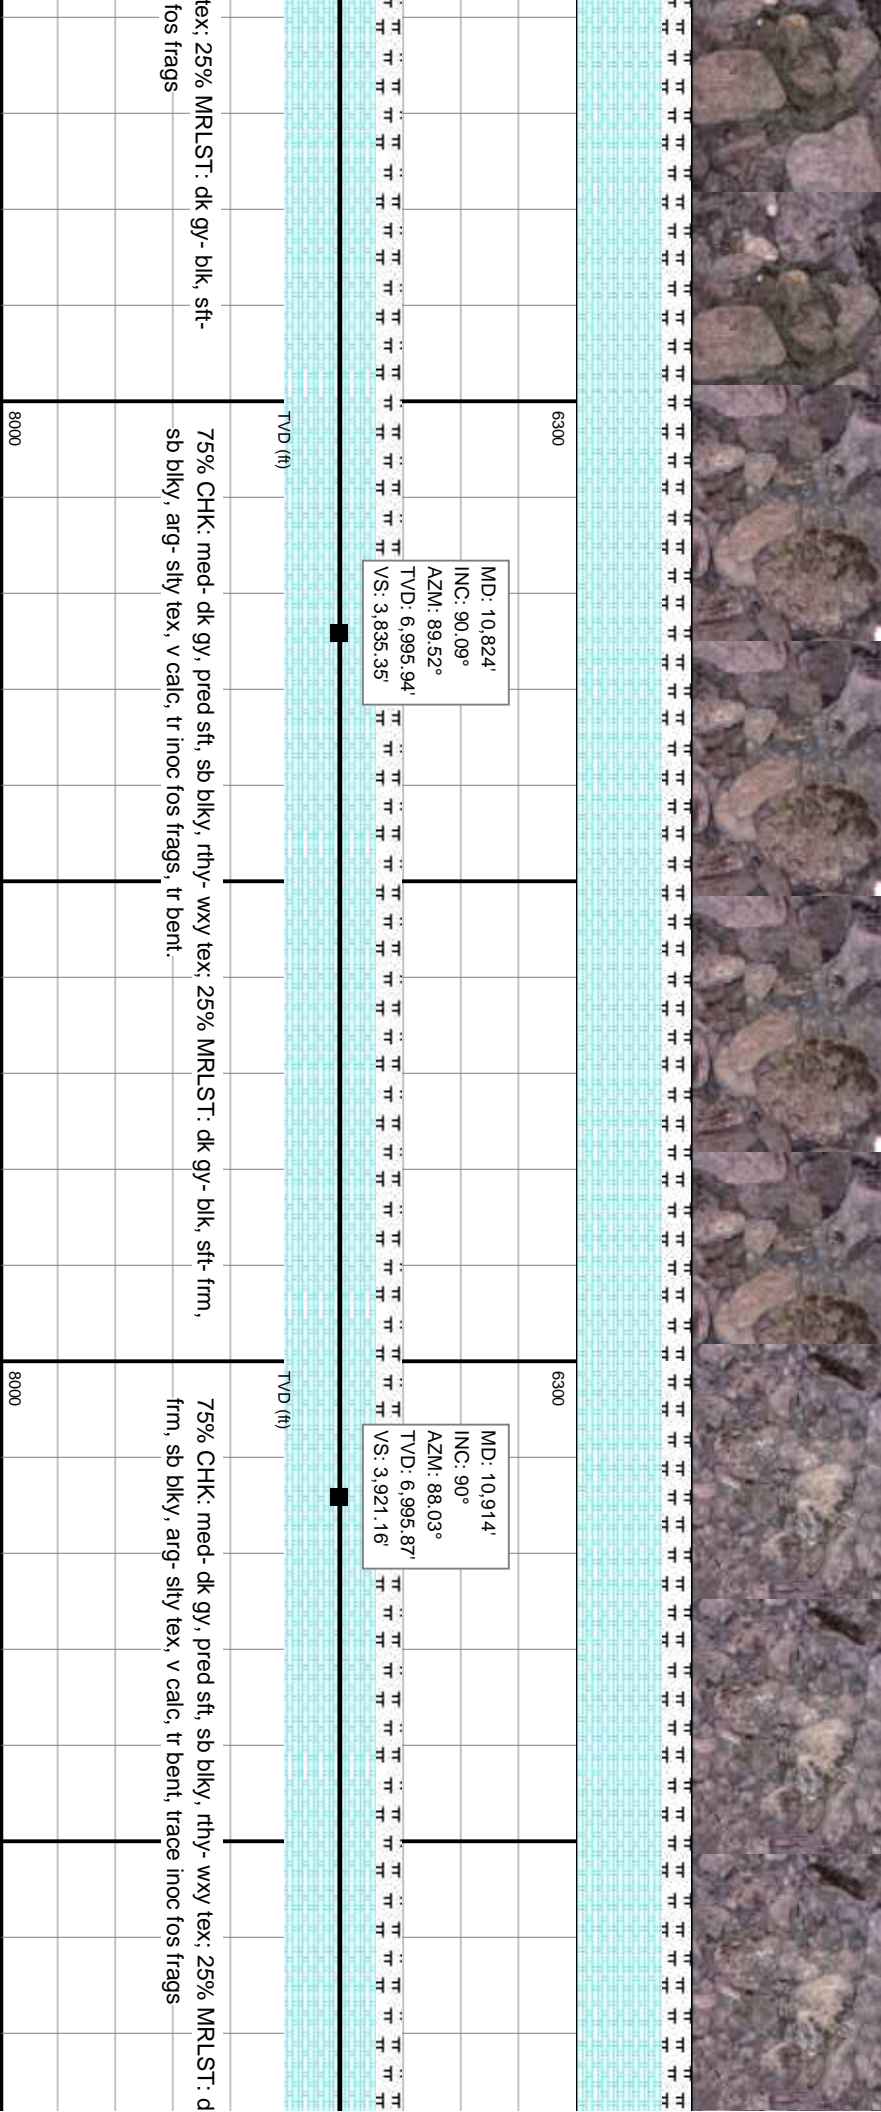 tex; 25% MRLST: dk gy- blk, sft-
fos frags
6300
TVD (ft)
8000
MD: 10,824'
INC: 90.09°
AZM: 89.52°
TVD: 6,995.94'
VS: 3,835.35'
75% CHK: med- dk gy, pred sft, sb blky, rthy- wxy tex; 25% MRLST: dk gy- blk, sft- frm,
sb blky, arg- slty tex, v calc, tr inoc fos frags, tr bent.
6300
TVD (ft)
8000
MD: 10,914'
INC: 90°
AZM: 88.03°
TVD: 6,995.87'
VS: 3,921.16'
75% CHK: med- dk gy, pred sft, sb blky, rthy- wxy tex; 25% MRLST: d
frm, sb blky, arg- slty tex, v calc, tr bent, trace inoc fos frags